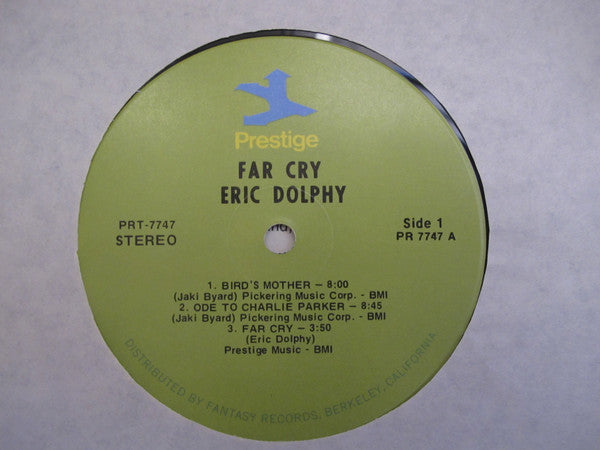 Prestige
FAR CRY
ERIC DOLPHY
PRT-7747
STEREO
Side 1
PR 7747 A
1. BIRD'S MOTHER – 8:00
(Jaki Byard) Pickering Music Corp. - BMI
2. ODE TO CHARLIE PARKER – 8:45
(Jaki Byard) Pickering Music Corp. - BMI
3. FAR CRY – 3:50
(Eric Dolphy)
Prestige Music - BMI
DISTRIBUTED BY FANTASY RECORDS, BERKELEY, CALIFORNIA